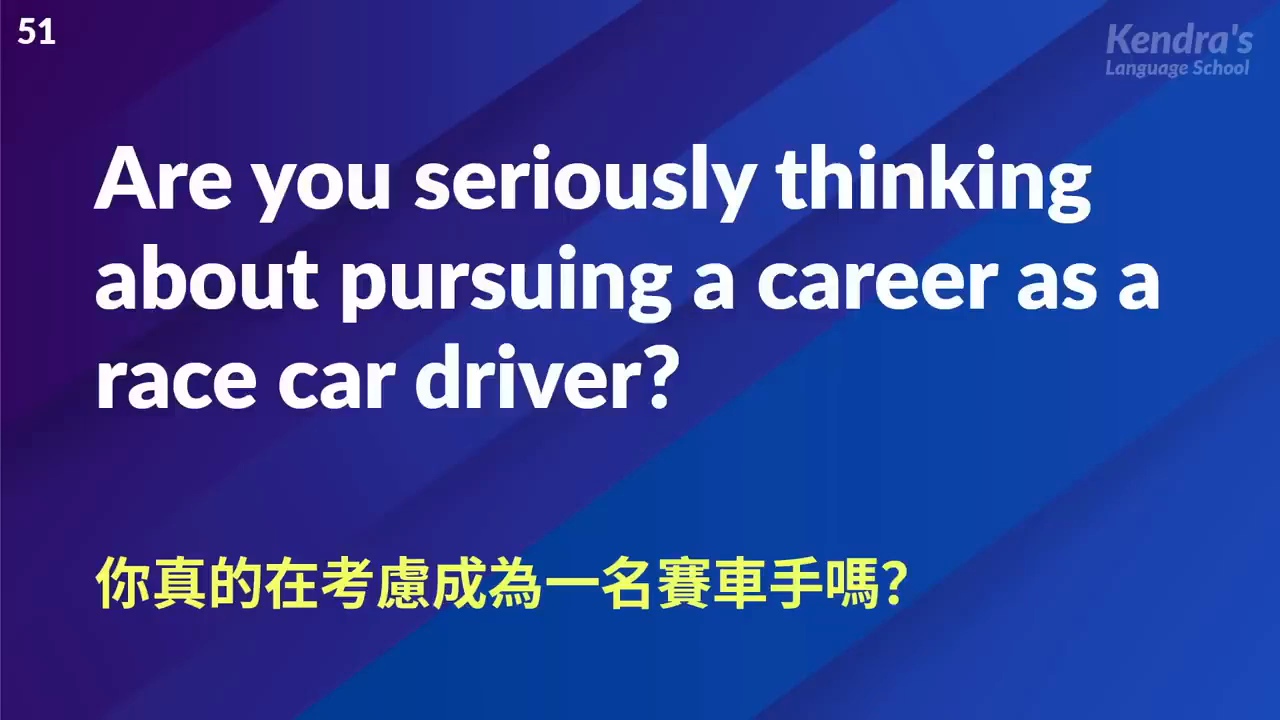 51
Kendra's
Language School
Are you seriously thinking
about pursuing a career as a
race car driver?
你真的在考慮成為一名賽車手嗎?